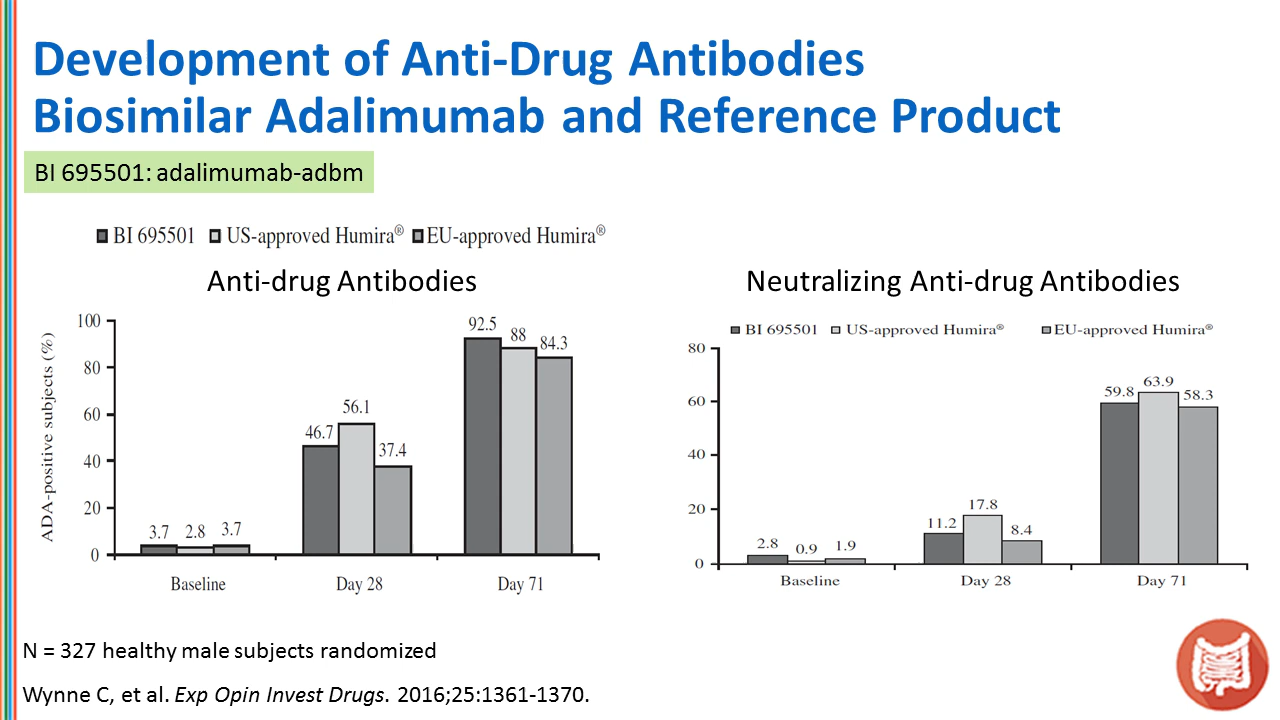 Development of Anti-Drug Antibodies
Biosimilar Adalimumab and Reference Product
BI 695501: adalimumab-adbm
BI 695501 US-approved Humira® EU-approved Humira®
Anti-drug Antibodies
ADA-positive subjects (%)
100
80
60
40
20
0
3.7 2.8 3.7
46.7 56.1 37.4
92.5 88 84.3
Baseline Day 28 Day 71
Neutralizing Anti-drug Antibodies
BI 695501 US-approved Humira® EU-approved Humira®
80
60
40
20
0
2.8 0.9 1.9
11.2 17.8 8.4
59.8 63.9 58.3
Baseline Day 28 Day 71
N = 327 healthy male subjects randomized
Wynne C, et al. Exp Opin Invest Drugs. 2016;25:1361-1370.